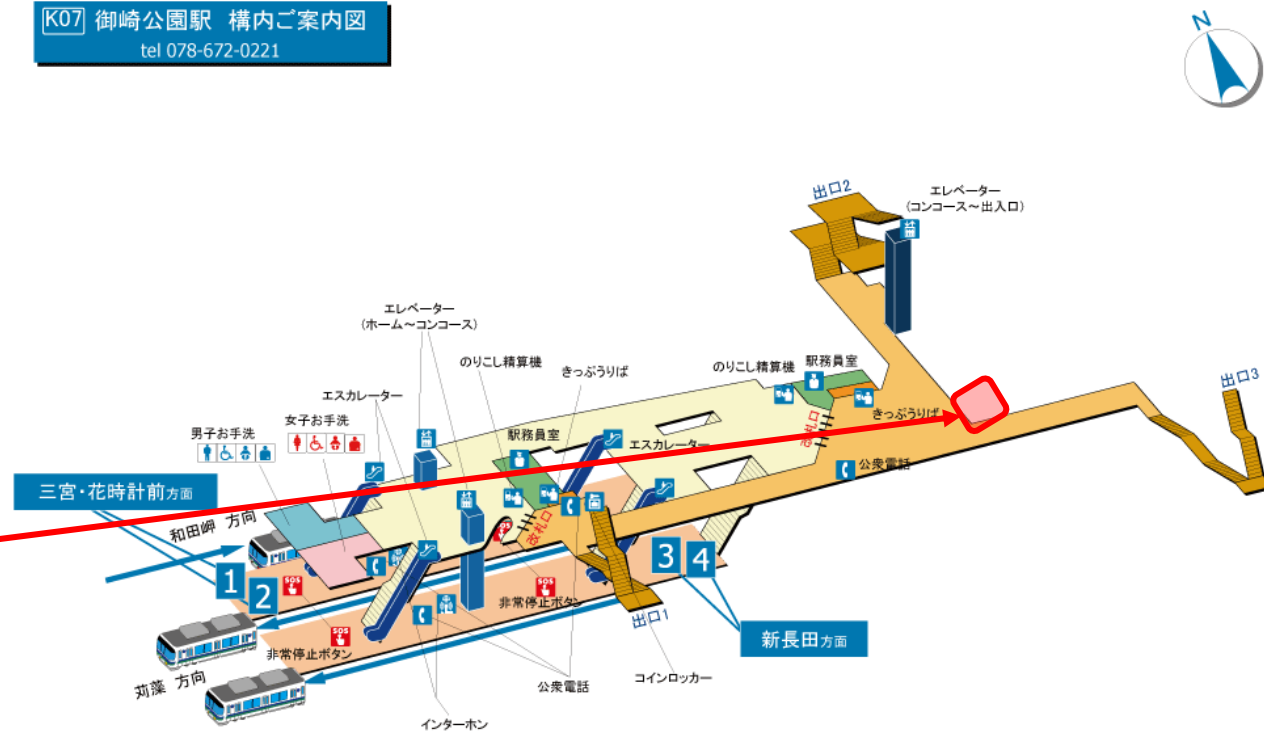 K07 御崎公園駅 構内ご案内図
tel 078-672-0221
N
出口2
エレベーター
(コンコース～出入口)
エレベーター
(ホーム～コンコース)
のりこし精算機
きっぷうりば
のりこし精算機
駅務員室
出口3
エスカレーター
女子お手洗
男子お手洗
駅務員室
エスカレーター
きっぷうりば
改札口
公衆電話
三宮・花時計前方面
和田岬 方向
SOS
改札口
1
2
3
4
SOS
SOS
非常停止ボタン
SOS
非常停止ボタン
出口1
新長田方面
苅藻 方向
公衆電話
コインロッカー
インターホン